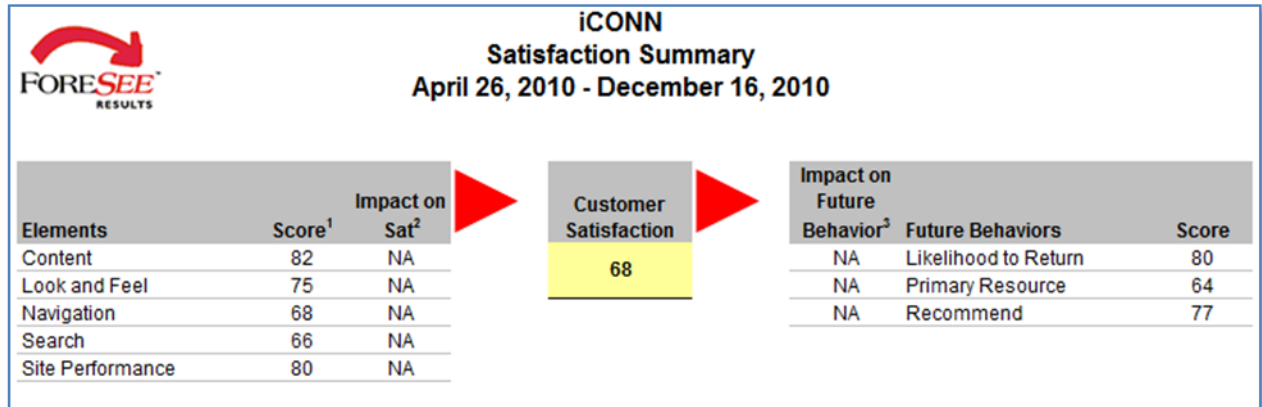 FORESEE
RESULTS
iCONN
Satisfaction Summary
April 26, 2010 - December 16, 2010
Elements Score¹ Impact on Sat²
Content 82 NA
Look and Feel 75 NA
Navigation 68 NA
Search 66 NA
Site Performance 80 NA
Customer
Satisfaction
68
Impact on Future Behavior³ Future Behaviors Score
NA Likelihood to Return 80
NA Primary Resource 64
NA Recommend 77